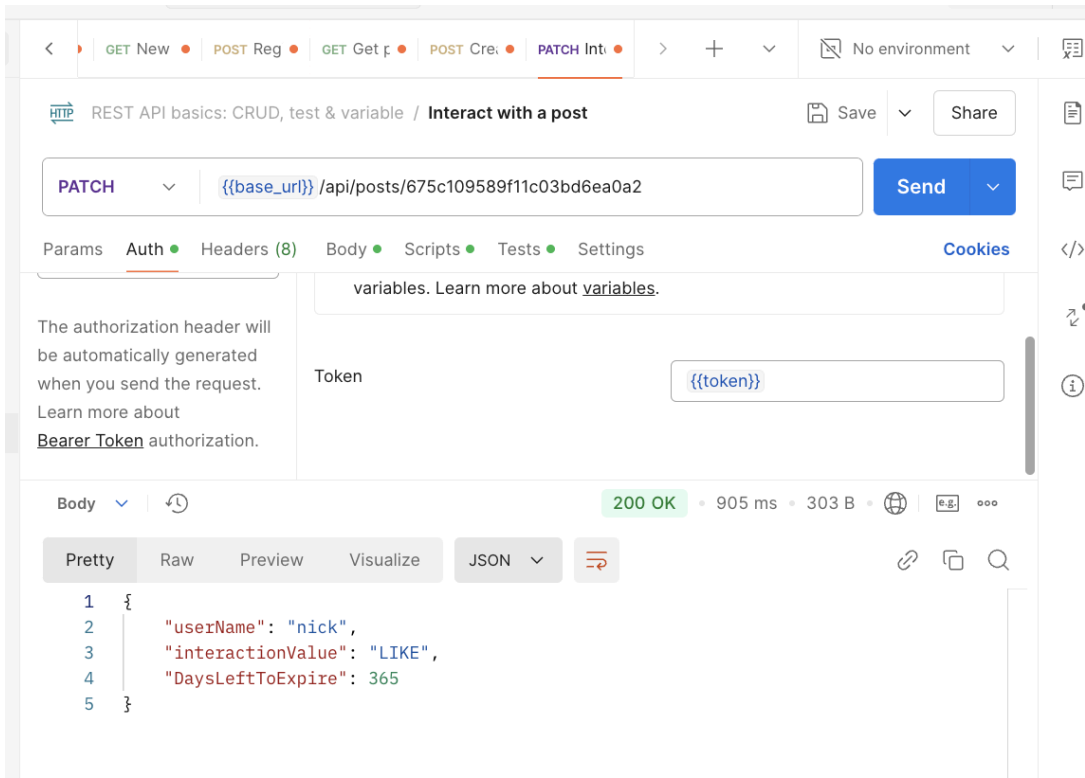 GET New POST Reg GET Get p POST Cre PATCH Int No environment
HTTP REST API basics: CRUD, test & variable / Interact with a post Save Share
PATCH {{base_url}} /api/posts/675c109589f11c03bd6ea0a2 Send
Params Auth Headers (8) Body Scripts Tests Settings Cookies
variables. Learn more about variables.
The authorization header will
be automatically generated
when you send the request.
Learn more about
Bearer Token authorization.
Token {{token}}
Body 200 OK 905 ms 303 B e.g.
Pretty Raw Preview Visualize JSON
1 {
2 "userName": "nick",
3 "interactionValue": "LIKE",
4 "DaysLeftToExpire": 365
5 }